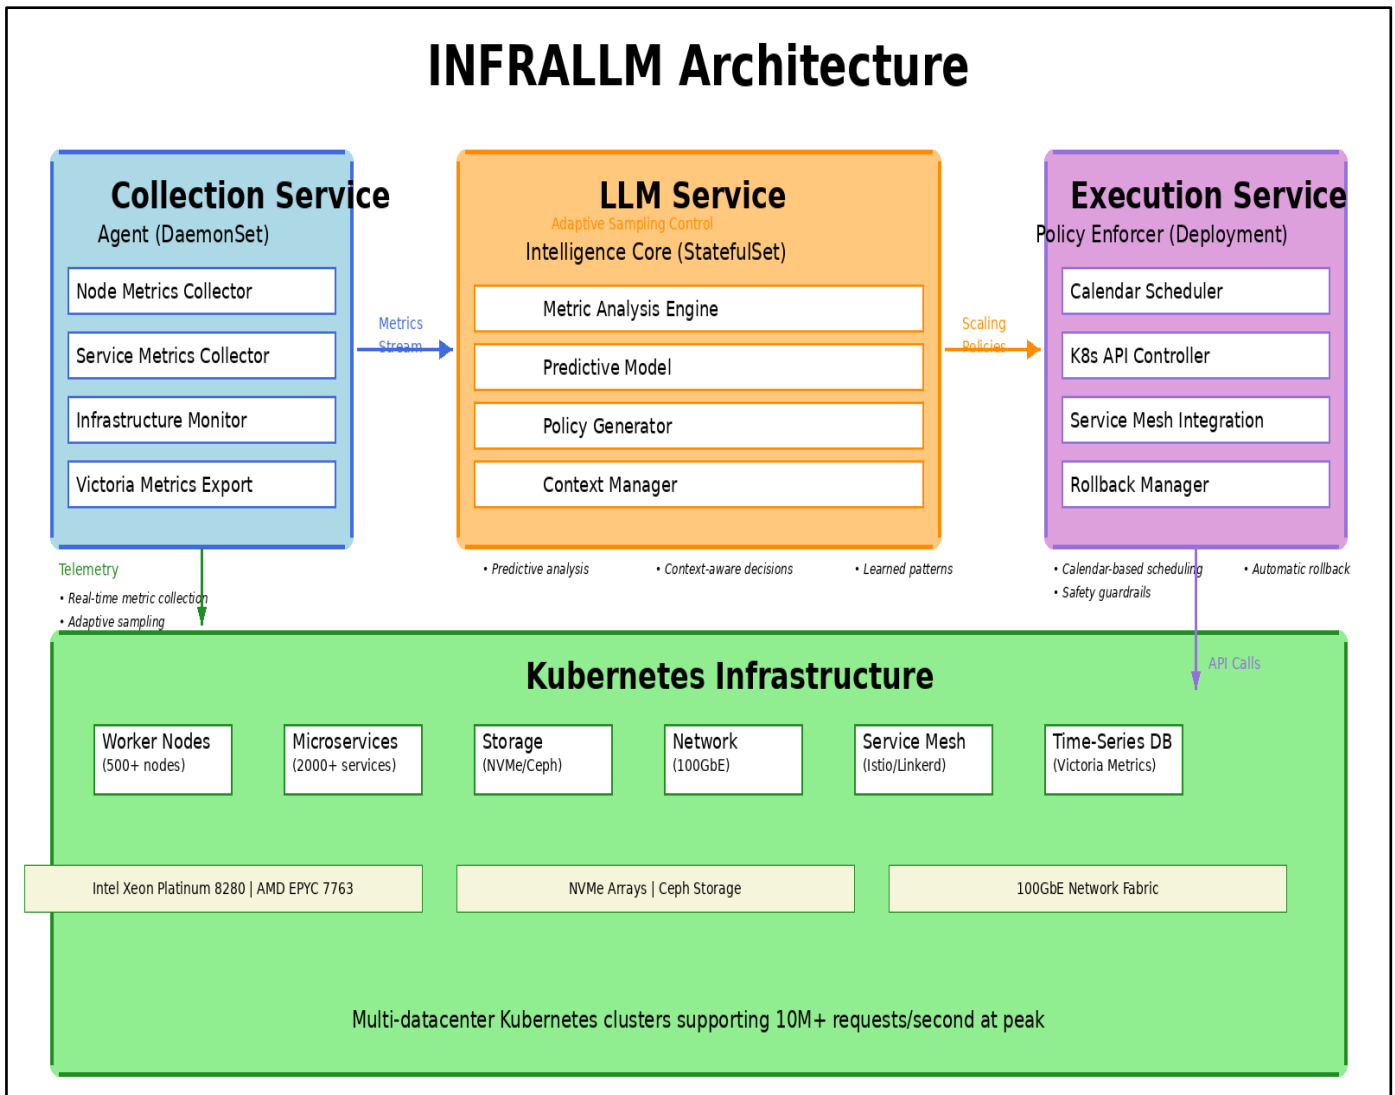 INFRALLM Architecture
Collection Service
Agent (DaemonSet)
Node Metrics Collector
Service Metrics Collector
Infrastructure Monitor
Victoria Metrics Export
Metrics
Stream
LLM Service
Adaptive Sampling Control
Intelligence Core (StatefulSet)
Metric Analysis Engine
Predictive Model
Policy Generator
Context Manager
Scaling
Policies
Execution Service
Policy Enforcer (Deployment)
Calendar Scheduler
K8s API Controller
Service Mesh Integration
Rollback Manager
Telemetry
• Real-time metric collection
• Adaptive sampling
• Predictive analysis
• Context-aware decisions
• Learned patterns
• Calendar-based scheduling
• Automatic rollback
• Safety guardrails
API Calls
Kubernetes Infrastructure
Worker Nodes
(500+ nodes)
Microservices
(2000+ services)
Storage
(NVMe/Ceph)
Network
(100GbE)
Service Mesh
(Istio/Linkerd)
Time-Series DB
(Victoria Metrics)
Intel Xeon Platinum 8280 | AMD EPYC 7763
NVMe Arrays | Ceph Storage
100GbE Network Fabric
Multi-datacenter Kubernetes clusters supporting 10M+ requests/second at peak